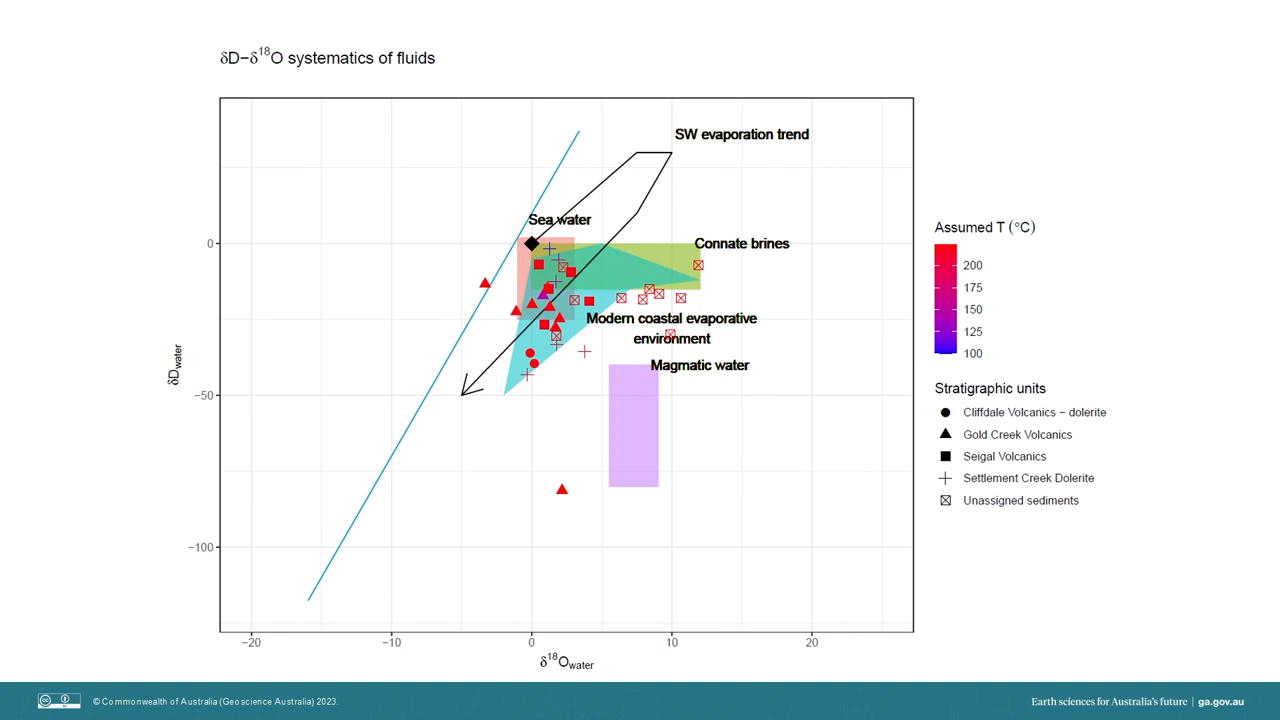 δD−δ¹⁸O systematics of fluids
SW evaporation trend
Sea water
Connate brines
Modern coastal evaporative
environment
Magmatic water
0
−50
−100
δDwater
−20
−10
0
10
20
δ¹⁸Owater
Assumed T (°C)
200
175
150
125
100
Stratigraphic units
Cliffdale Volcanics − dolerite
Gold Creek Volcanics
Seigal Volcanics
Settlement Creek Dolerite
Unassigned sediments
© Commonwealth of Australia (Geoscience Australia) 2023.
Earth sciences for Australia's future | ga.gov.au